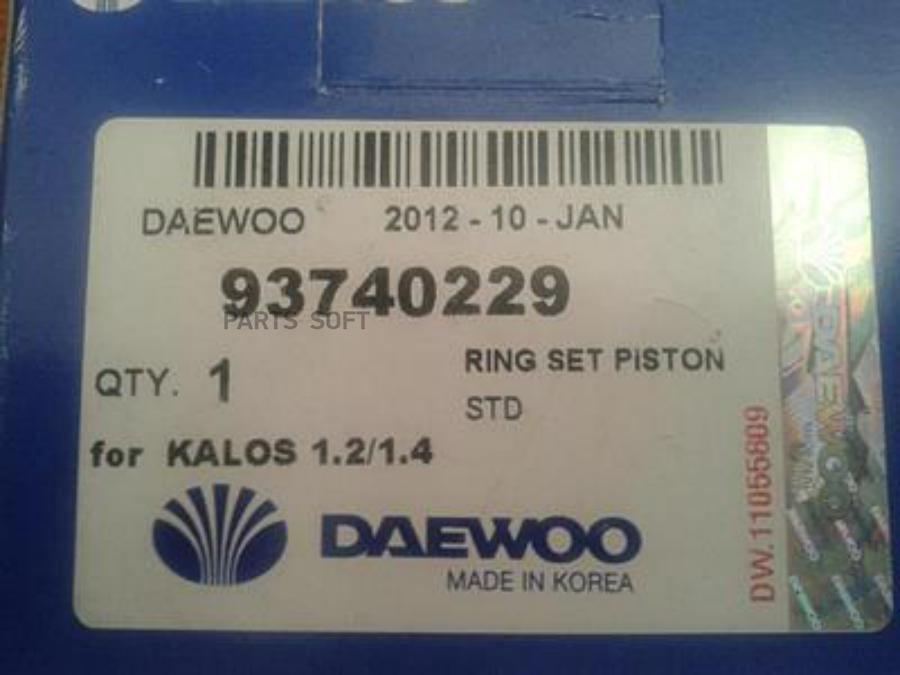 DAEWOO 2012 - 10 - JAN
93740229
PARTS SOFT
QTY. 1
RING SET PISTON
STD
for KALOS 1.2/1.4
DAEWOO
MADE IN KOREA
DW.11055809
DAEWOO